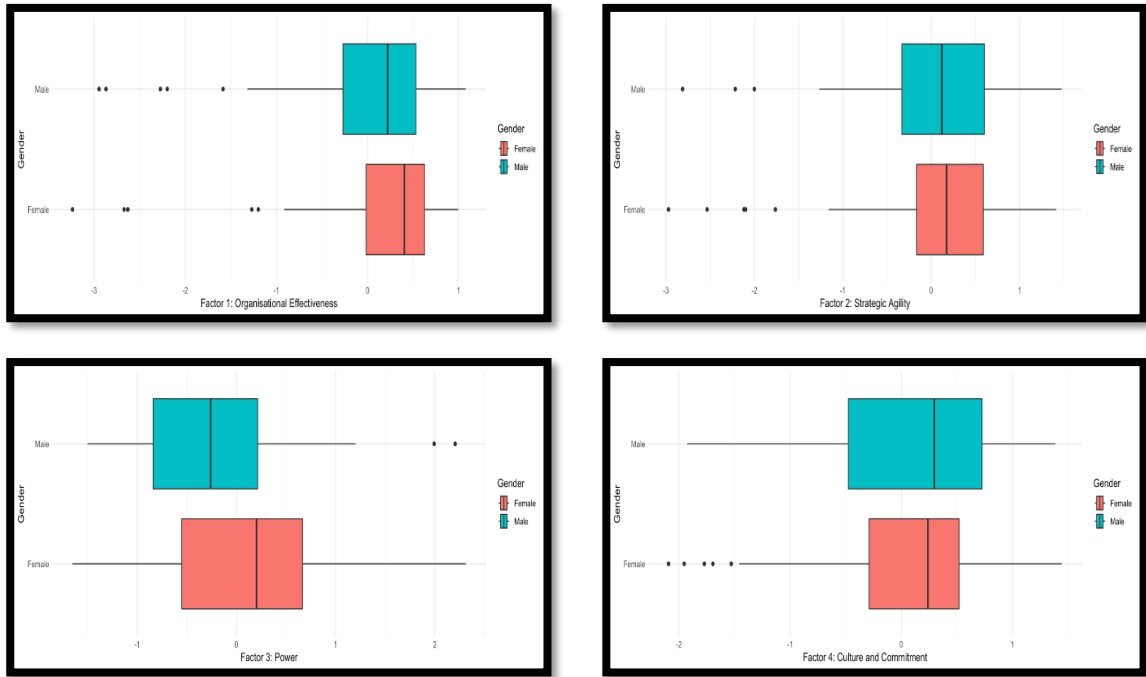 Male
Female
Gender
-3
-2
-1
0
1
Factor 1: Organisational Effectiveness
Gender
Female
Male
Male
Female
Gender
-3
-2
-1
0
1
Factor 2: Strategic Agility
Gender
Female
Male
Male
Female
Gender
-1
0
1
2
Factor 3: Power
Gender
Female
Male
Male
Female
Gender
-2
-1
0
1
Factor 4: Culture and Commitment
Gender
Female
Male